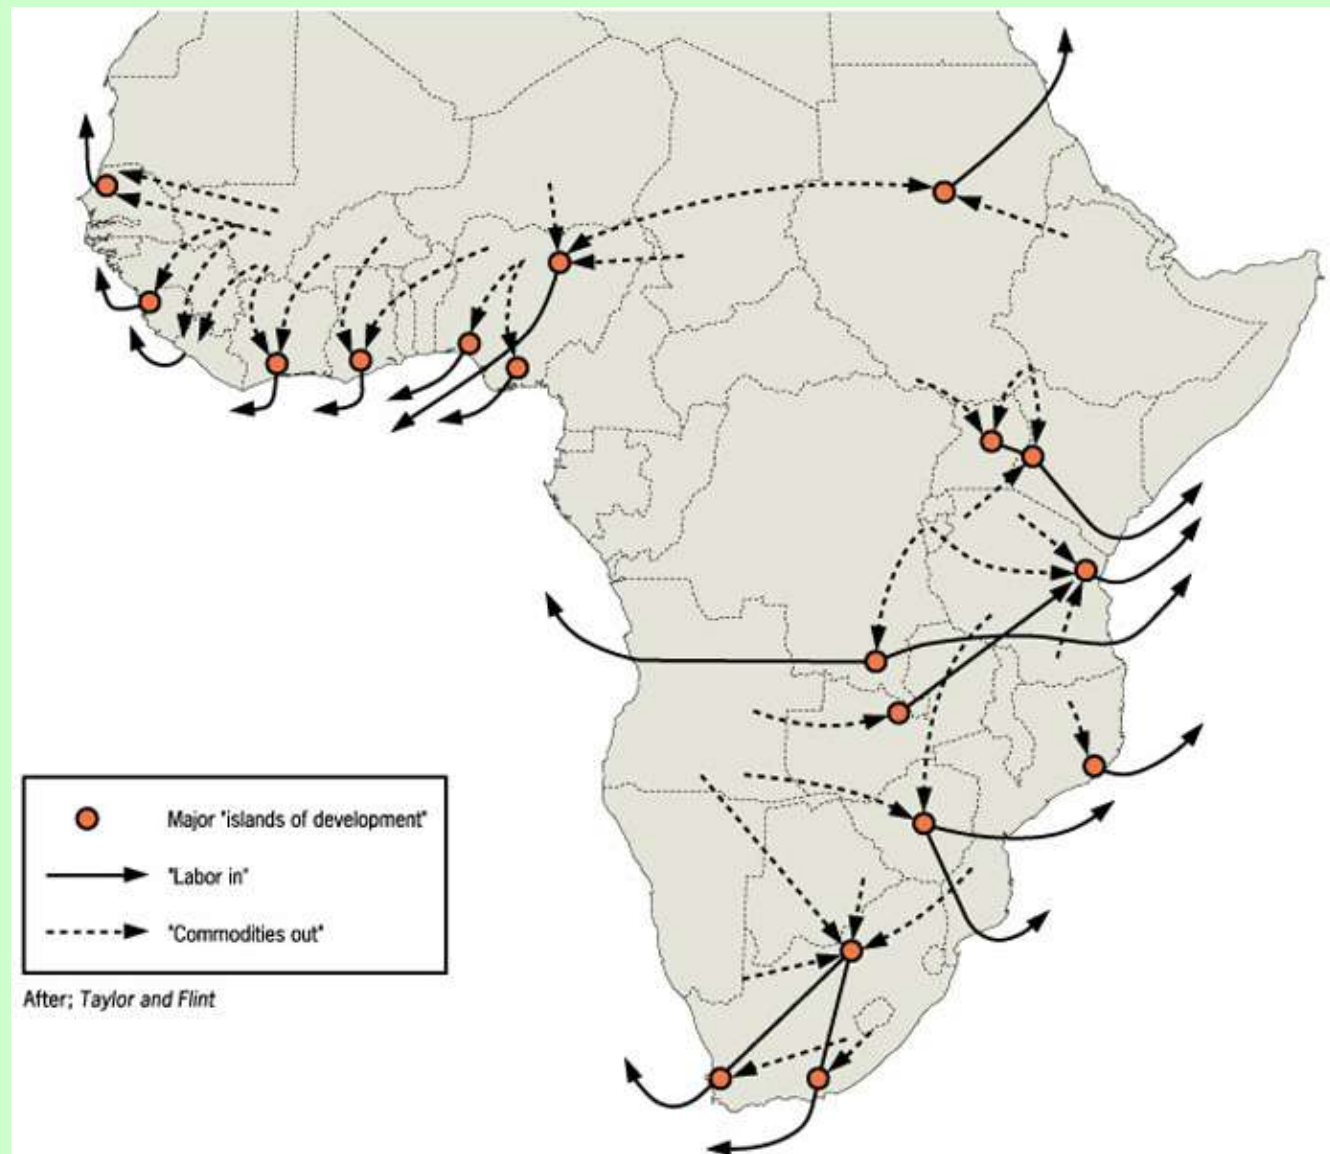 Major "islands of development"
"Labor in"
"Commodities out"
After; Taylor and Flint